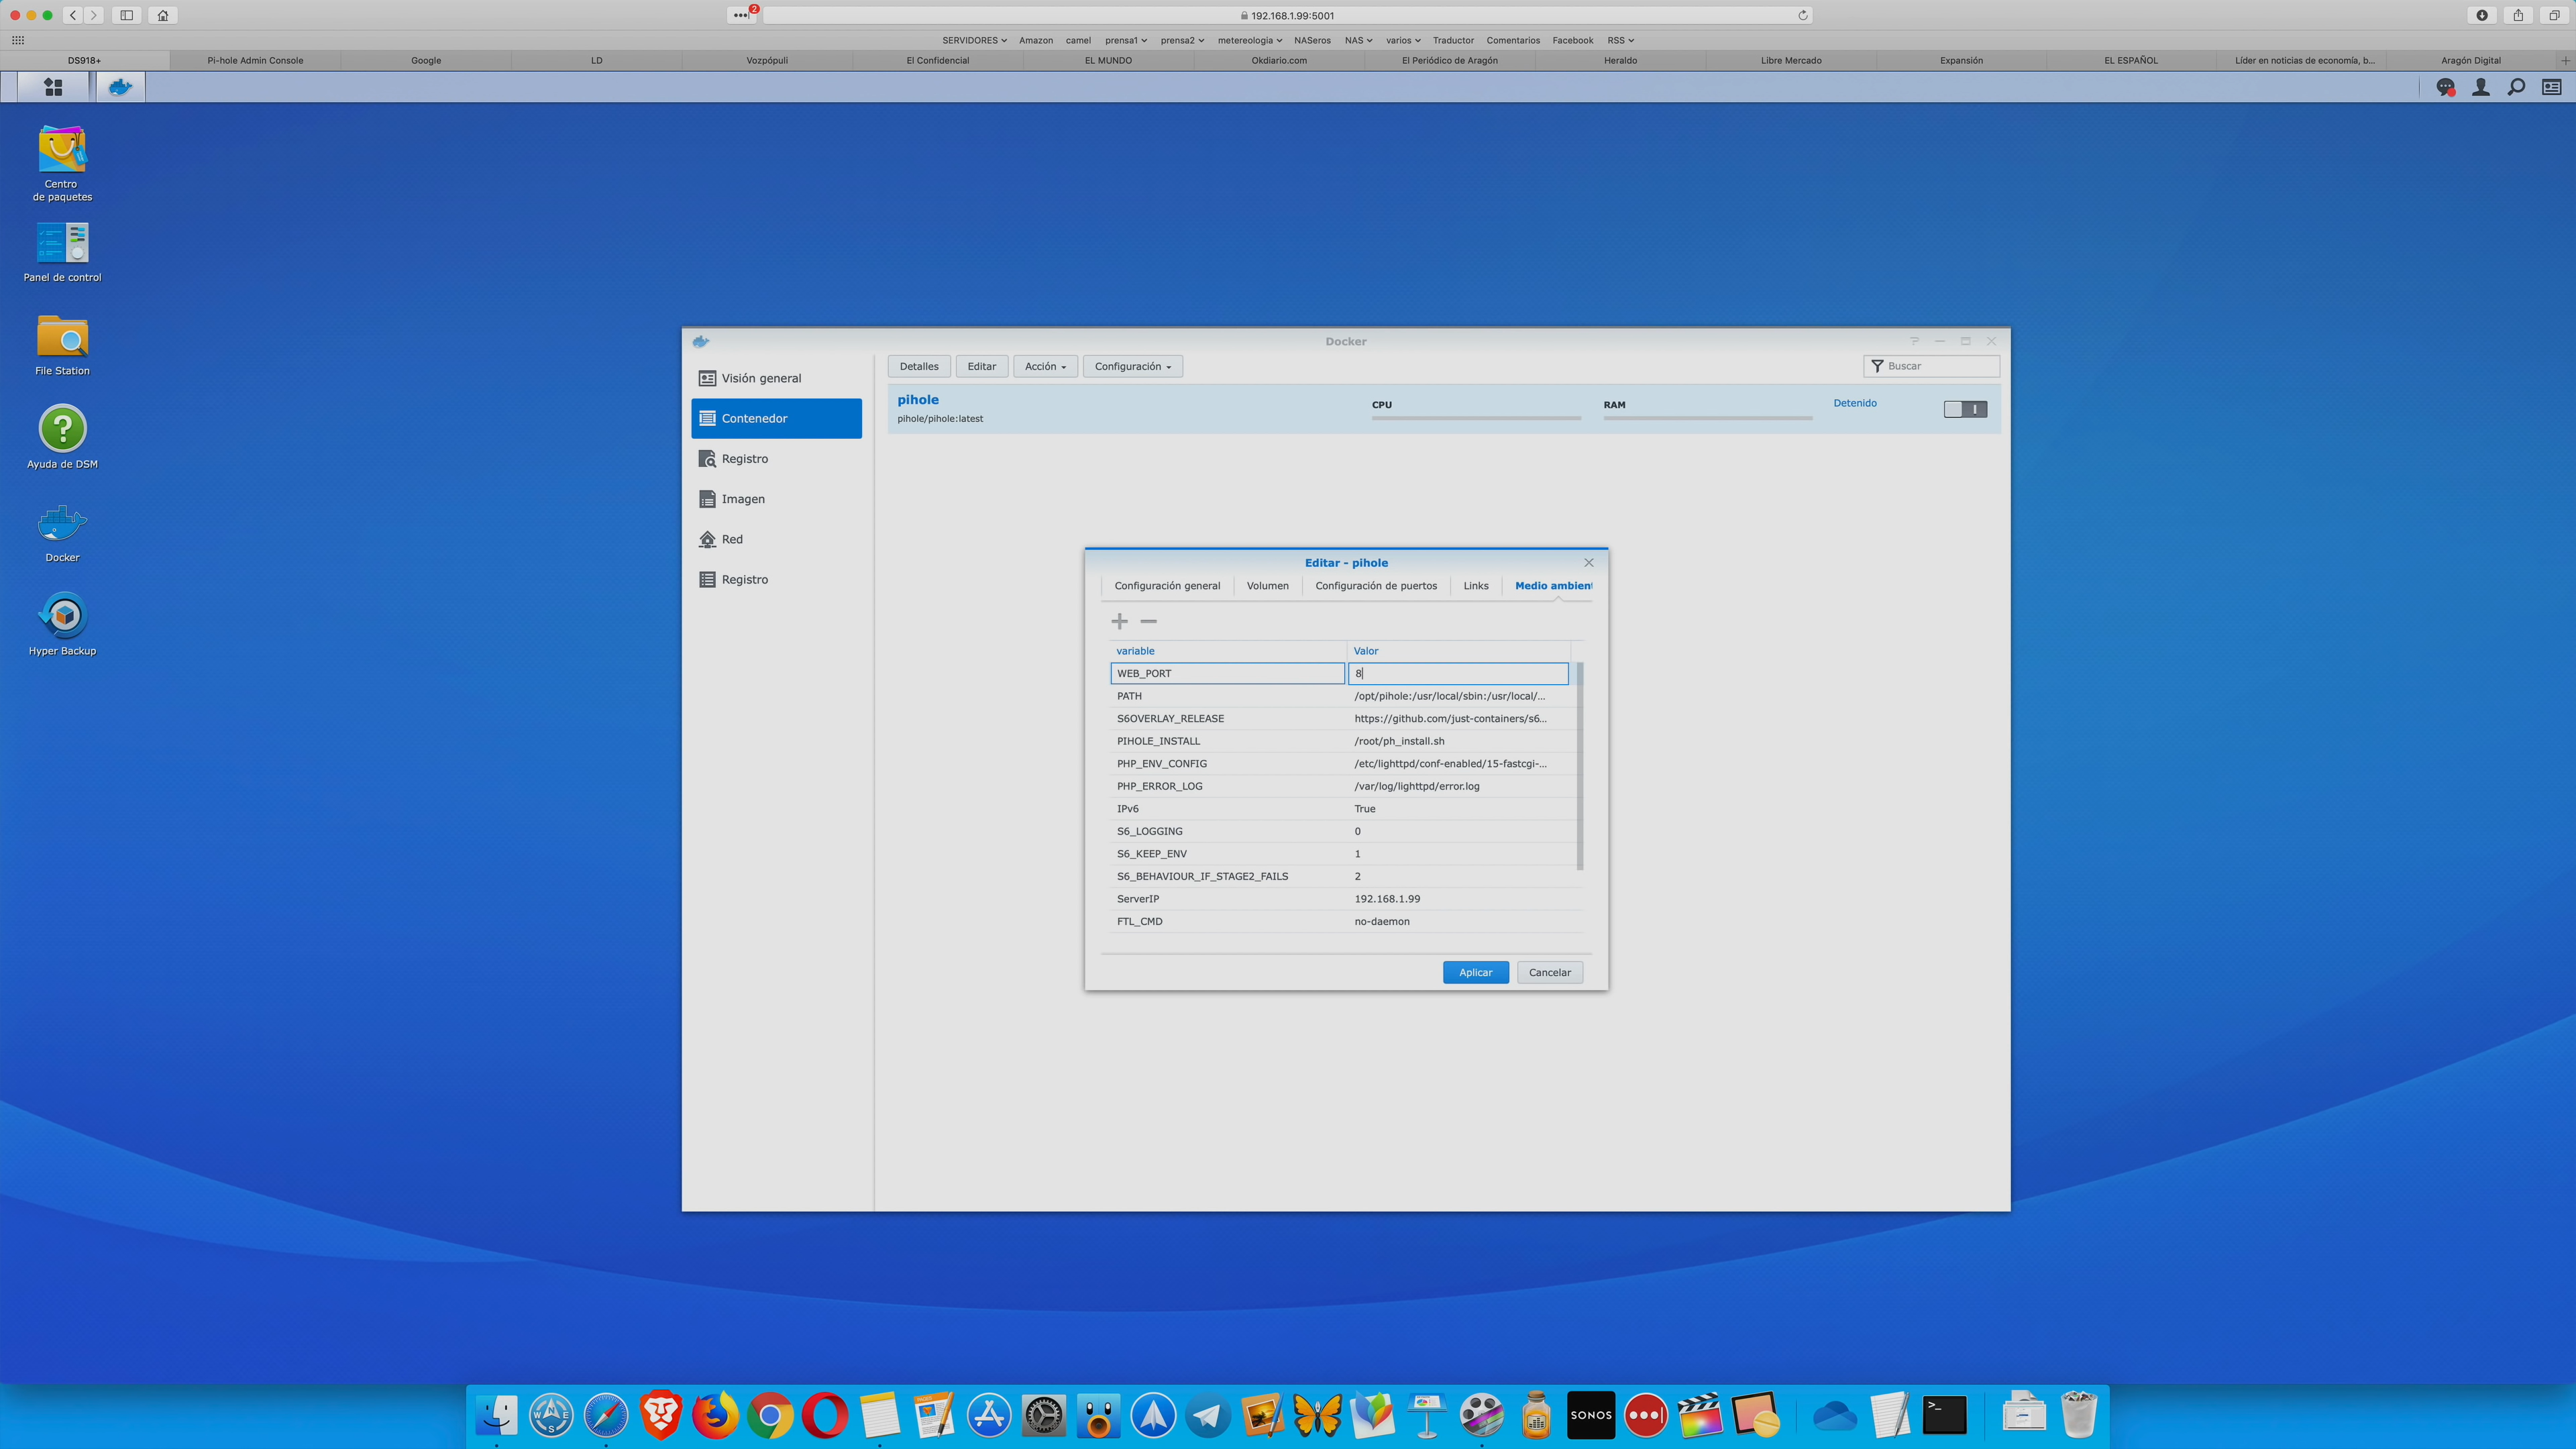 2
192.168.1.99:5001
SERVIDORES Amazon camel prensa1 prensa2 metereologia NASeros NAS varios Traductor Comentarios Facebook RSS
DS918+ Pi-hole Admin Console Google LD Vozpópuli El Confidencial EL MUNDO Okdiario.com El Periódico de Aragón Heraldo Libre Mercado Expansión EL ESPAÑOL Líder en noticias de economía, b... Aragón Digital
Centro
de paquetes
Panel de control
File Station
Ayuda de DSM
Docker
Hyper Backup
Docker
Visión general
Contenedor
Registro
Imagen
Red
Registro
Detalles Editar Acción Configuración Buscar
pihole CPU RAM Detenido
pihole/pihole:latest
Editar - pihole
Configuración general Volumen Configuración de puertos Links Medio ambient
variable Valor
WEB_PORT 8
PATH /opt/pihole:/usr/local/sbin:/usr/local/...
S6OVERLAY_RELEASE https://github.com/just-containers/s6...
PIHOLE_INSTALL /root/ph_install.sh
PHP_ENV_CONFIG /etc/lighttpd/conf-enabled/15-fastcgi-...
PHP_ERROR_LOG /var/log/lighttpd/error.log
IPv6 True
S6_LOGGING 0
S6_KEEP_ENV 1
S6_BEHAVIOUR_IF_STAGE2_FAILS 2
ServerIP 192.168.1.99
FTL_CMD no-daemon
Aplicar Cancelar
SONOS